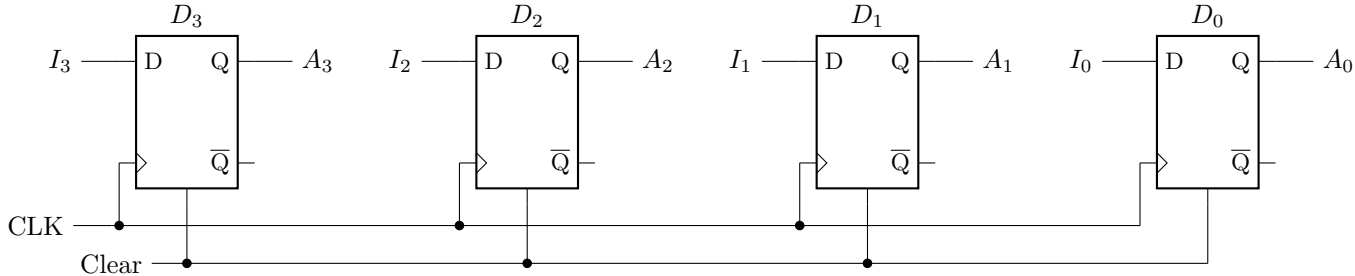 D₃ D₂ D₁ D₀
I₃ D Q A₃ I₂ D Q A₂ I₁ D Q A₁ I₀ D Q A₀
Q̅ Q̅ Q̅ Q̅
CLK
Clear